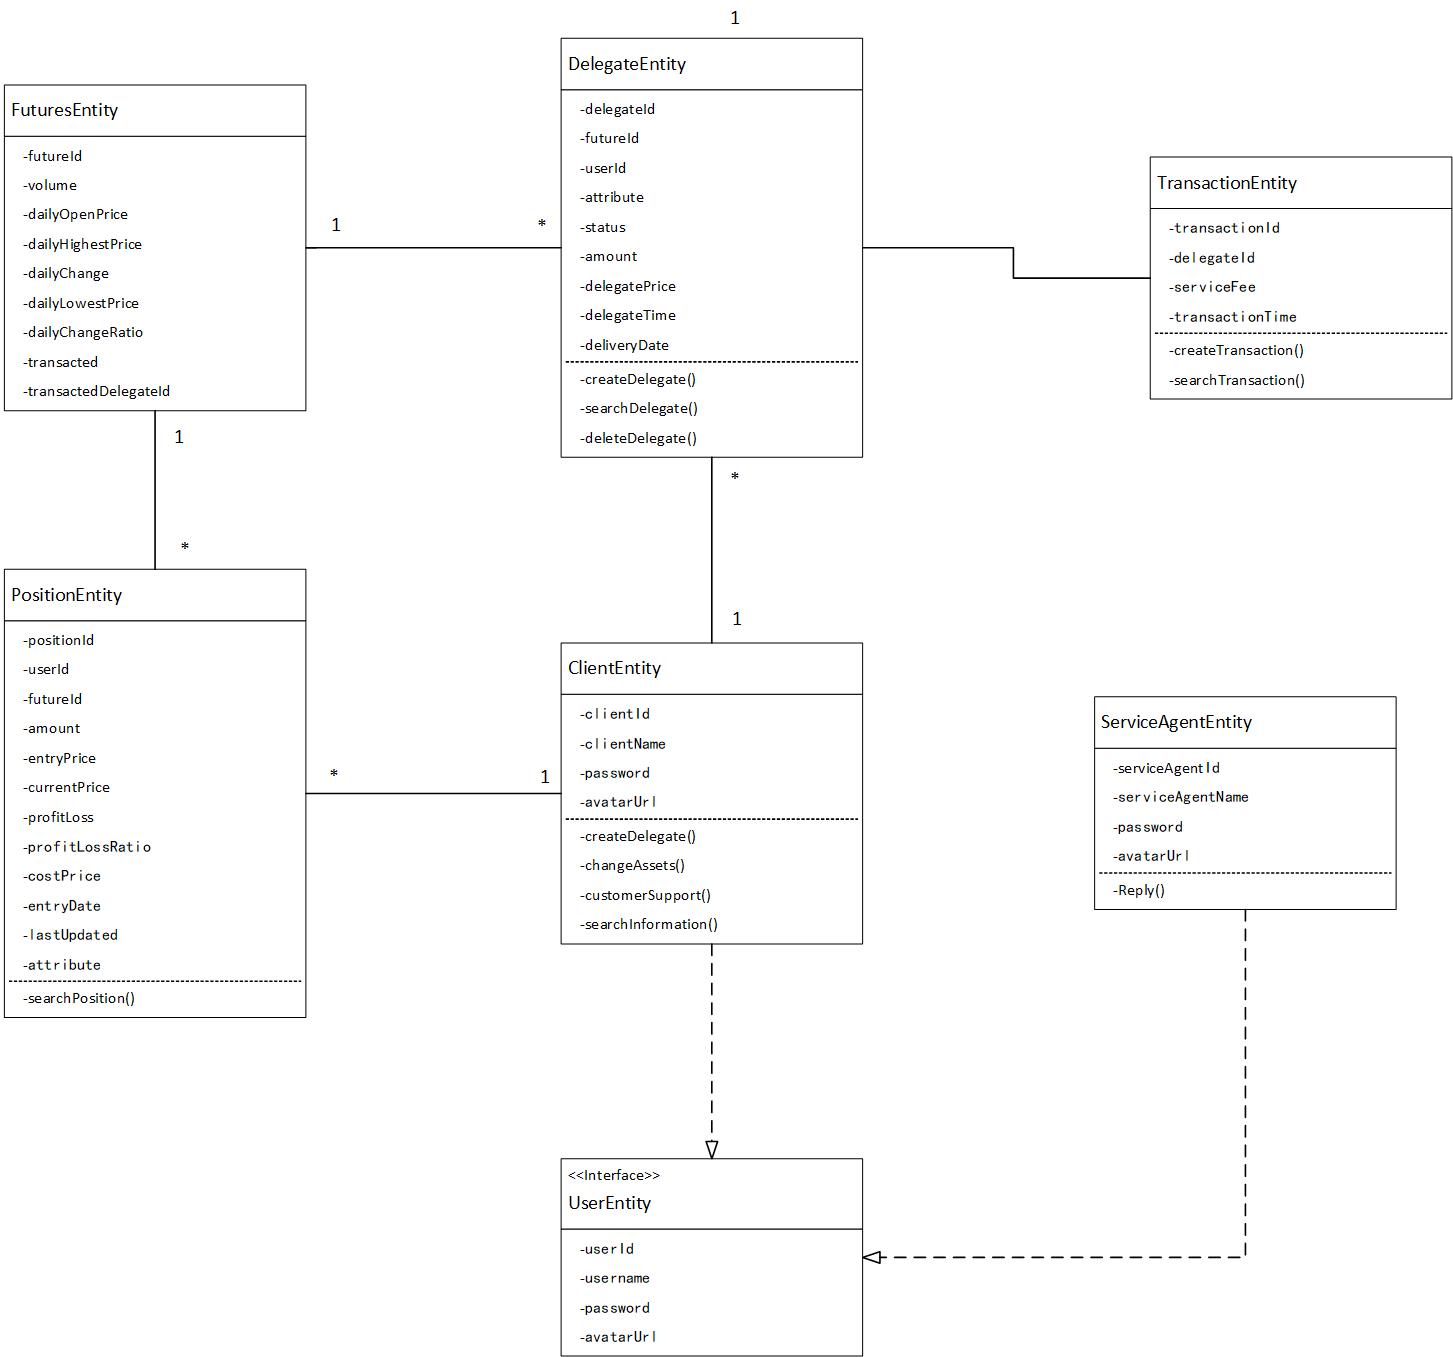 1
DelegateEntity
-delegateId
-futureId
-userId
-attribute
-status
-amount
-delegatePrice
-delegateTime
-deliveryDate
-createDelegate()
-searchDelegate()
-deleteDelegate()
FuturesEntity
-futureId
-volume
-dailyOpenPrice
-dailyHighestPrice
-dailyChange
-dailyLowestPrice
-dailyChangeRatio
-transacted
-transactedDelegateId
1
*
TransactionEntity
-transactionId
-delegateId
-serviceFee
-transactionTime
-createTransaction()
-searchTransaction()
1
*
*
1
PositionEntity
-positionId
-userId
-futureId
-amount
-entryPrice
-currentPrice
-profitLoss
-profitLossRatio
-costPrice
-entryDate
-lastUpdated
-attribute
-searchPosition()
*
1
ClientEntity
-clientId
-clientName
-password
-avatarUrl
-createDelegate()
-changeAssets()
-customerSupport()
-searchInformation()
ServiceAgentEntity
-serviceAgentId
-serviceAgentName
-password
-avatarUrl
-Reply()
<<Interface>>
UserEntity
-userId
-username
-password
-avatarUrl